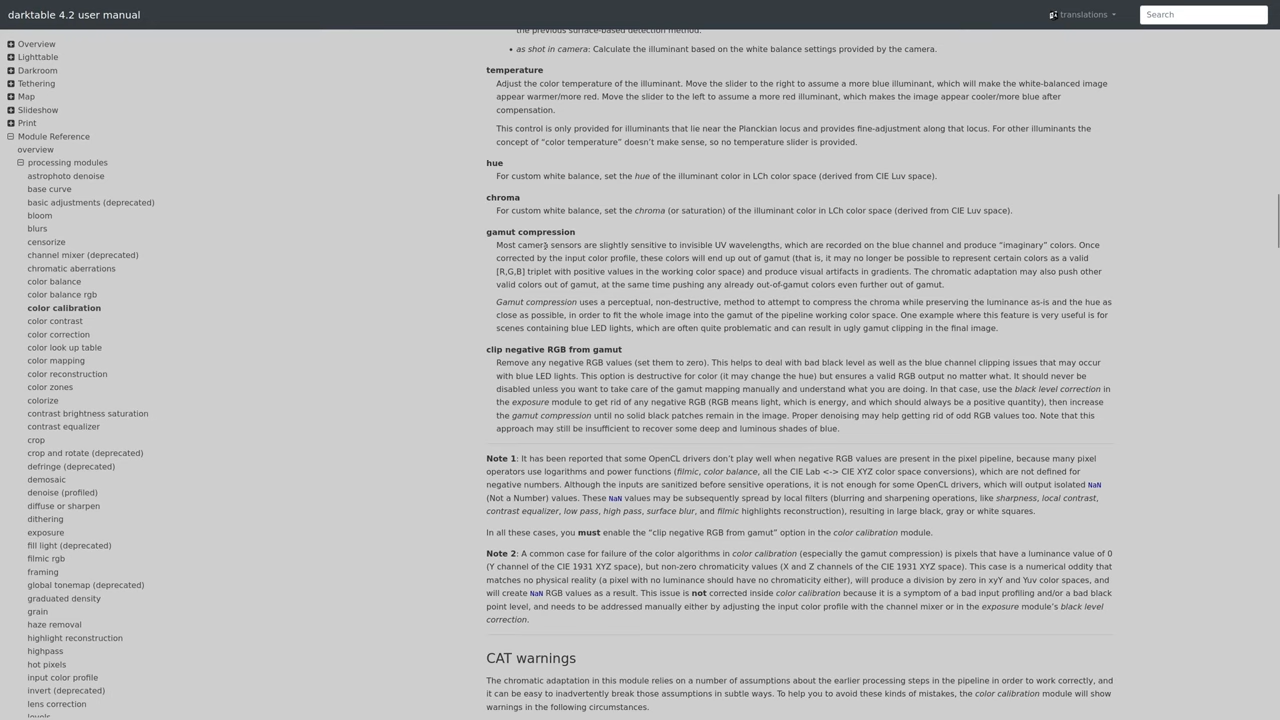 darktable 4.2 user manual
translations
Search
Overview
Lighttable
Darkroom
Tethering
Map
Slideshow
Print
Module Reference
overview
processing modules
astrophoto denoise
base curve
basic adjustments (deprecated)
bloom
blurs
censorize
channel mixer (deprecated)
chromatic aberrations
color balance
color balance rgb
color calibration
color contrast
color correction
color look up table
color mapping
color reconstruction
color zones
colorize
contrast brightness saturation
contrast equalizer
crop
crop and rotate (deprecated)
defringe (deprecated)
demosaic
denoise (profiled)
diffuse or sharpen
dithering
exposure
fill light (deprecated)
filmic rgb
framing
global tonemap (deprecated)
graduated density
grain
haze removal
highlight reconstruction
highpass
hot pixels
input color profile
invert (deprecated)
lens correction
levels
the previous surface-based detection method.
• as shot in camera: Calculate the illuminant based on the white balance settings provided by the camera.
temperature
Adjust the color temperature of the illuminant. Move the slider to the right to assume a more blue illuminant, which will make the white-balanced image
appear warmer/more red. Move the slider to the left to assume a more red illuminant, which makes the image appear cooler/more blue after
compensation.
This control is only provided for illuminants that lie near the Planckian locus and provides fine-adjustment along that locus. For other illuminants the
concept of “color temperature” doesn’t make sense, so no temperature slider is provided.
hue
For custom white balance, set the hue of the illuminant color in LCh color space (derived from CIE Luv space).
chroma
For custom white balance, set the chroma (or saturation) of the illuminant color in LCh color space (derived from CIE Luv space).
gamut compression
Most camera sensors are slightly sensitive to invisible UV wavelengths, which are recorded on the blue channel and produce “imaginary” colors. Once
corrected by the input color profile, these colors will end up out of gamut (that is, it may no longer be possible to represent certain colors as a valid
[R,G,B] triplet with positive values in the working color space) and produce visual artifacts in gradients. The chromatic adaptation may also push other
valid colors out of gamut, at the same time pushing any already out-of-gamut colors even further out of gamut.
Gamut compression uses a perceptual, non-destructive, method to attempt to compress the chroma while preserving the luminance as-is and the hue as
close as possible, in order to fit the whole image into the gamut of the pipeline working color space. One example where this feature is very useful is for
scenes containing blue LED lights, which are often quite problematic and can result in ugly gamut clipping in the final image.
clip negative RGB from gamut
Remove any negative RGB values (set them to zero). This helps to deal with bad black level as well as the blue channel clipping issues that may occur
with blue LED lights. This option is destructive for color (it may change the hue) but ensures a valid RGB output no matter what. It should never be
disabled unless you want to take care of the gamut mapping manually and understand what you are doing. In that case, use the black level correction in
the exposure module to get rid of any negative RGB (RGB means light, which is energy, and which should always be a positive quantity), then increase
the gamut compression until no solid black patches remain in the image. Proper denoising may help getting rid of odd RGB values too. Note that this
approach may still be insufficient to recover some deep and luminous shades of blue.
Note 1: It has been reported that some OpenCL drivers don’t play well when negative RGB values are present in the pixel pipeline, because many pixel
operators use logarithms and power functions (filmic, color balance, all the CIE Lab <-> CIE XYZ color space conversions), which are not defined for
negative numbers. Although the inputs are sanitized before sensitive operations, it is not enough for some OpenCL drivers, which will output isolated NaN
(Not a Number) values. These NaN values may be subsequently spread by local filters (blurring and sharpening operations, like sharpness, local contrast,
contrast equalizer, low pass, high pass, surface blur, and filmic highlights reconstruction), resulting in large black, gray or white squares.
In all these cases, you must enable the “clip negative RGB from gamut” option in the color calibration module.
Note 2: A common case for failure of the color algorithms in color calibration (especially the gamut compression) is pixels that have a luminance value of 0
(Y channel of the CIE 1931 XYZ space), but non-zero chromaticity values (X and Z channels of the CIE 1931 XYZ space). This case is a numerical oddity that
matches no physical reality (a pixel with no luminance should have no chromaticity either), will produce a division by zero in xyY and Yuv color spaces, and
will create NaN RGB values as a result. This issue is not corrected inside color calibration because it is a symptom of a bad input profiling and/or a bad black
point level, and needs to be addressed manually either by adjusting the input color profile with the channel mixer or in the exposure module’s black level
correction.
CAT warnings
The chromatic adaptation in this module relies on a number of assumptions about the earlier processing steps in the pipeline in order to work correctly, and
it can be easy to inadvertently break those assumptions in subtle ways. To help you to avoid these kinds of mistakes, the color calibration module will show
warnings in the following circumstances.